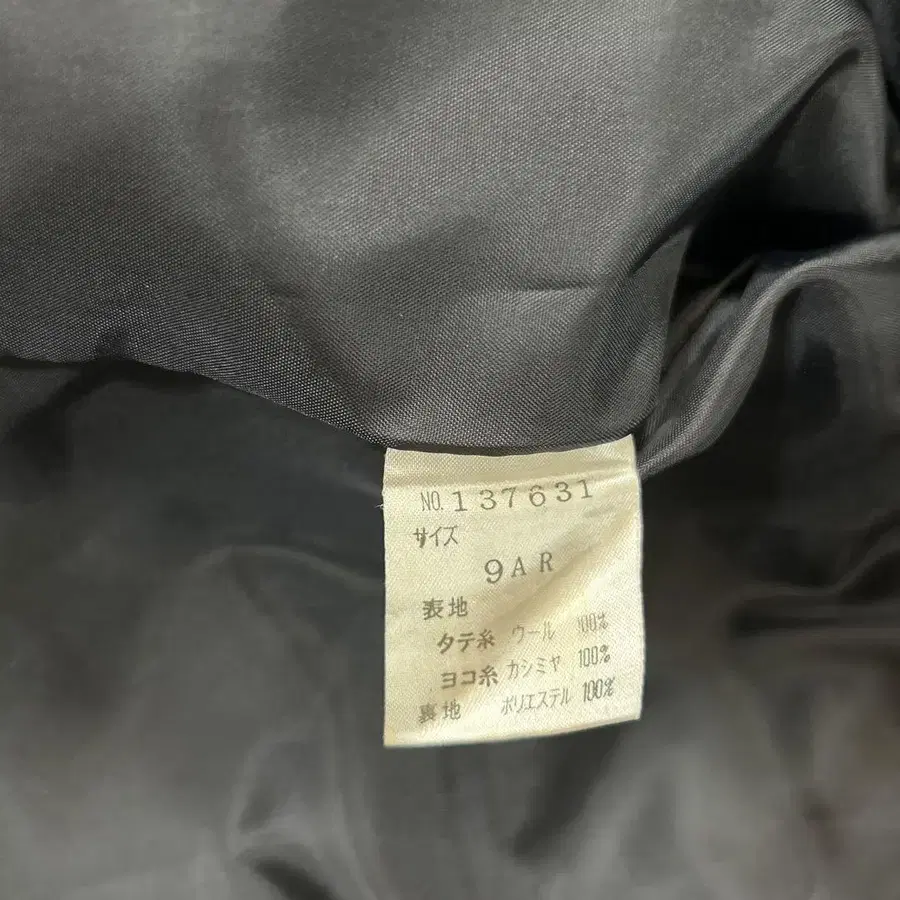 NO. 137631
サイズ
9AR
表地
タテ糸 ウール 100%
ヨコ糸 カシミヤ 100%
裏地 ポリエステル 100%